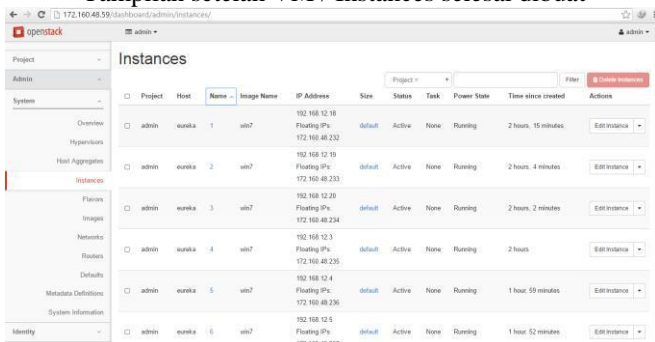 Tampilan setelah VM / Instances selesai dibuat
172.160.48.59/dashboard/admin/instances/
openstack
admin
admin
Project
Admin
System
Overview
Hypervisors
Host Aggregates
Instances
Flavors
Images
Networks
Routers
Defaults
Metadata Definitions
System Information
Identity
Instances
Project Filter Delete Instances
Project Host Name Image Name IP Address Size Status Task Power State Time since created Actions
192.168.12.18
admin eureka 1 win7 Floating IPs: default Active None Running 2 hours, 15 minutes Edit Instance
172.160.48.232
192.168.12.19
admin eureka 2 win7 Floating IPs: default Active None Running 2 hours, 4 minutes Edit Instance
172.160.48.233
192.168.12.20
admin eureka 3 win7 Floating IPs: default Active None Running 2 hours, 2 minutes Edit Instance
172.160.48.234
192.168.12.3
admin eureka 4 win7 Floating IPs: default Active None Running 2 hours Edit Instance
172.160.48.235
192.168.12.4
admin eureka 5 win7 Floating IPs: default Active None Running 1 hour, 59 minutes Edit Instance
172.160.48.236
192.168.12.5
admin eureka 6 win7 Floating IPs: default Active None Running 1 hour, 52 minutes Edit Instance